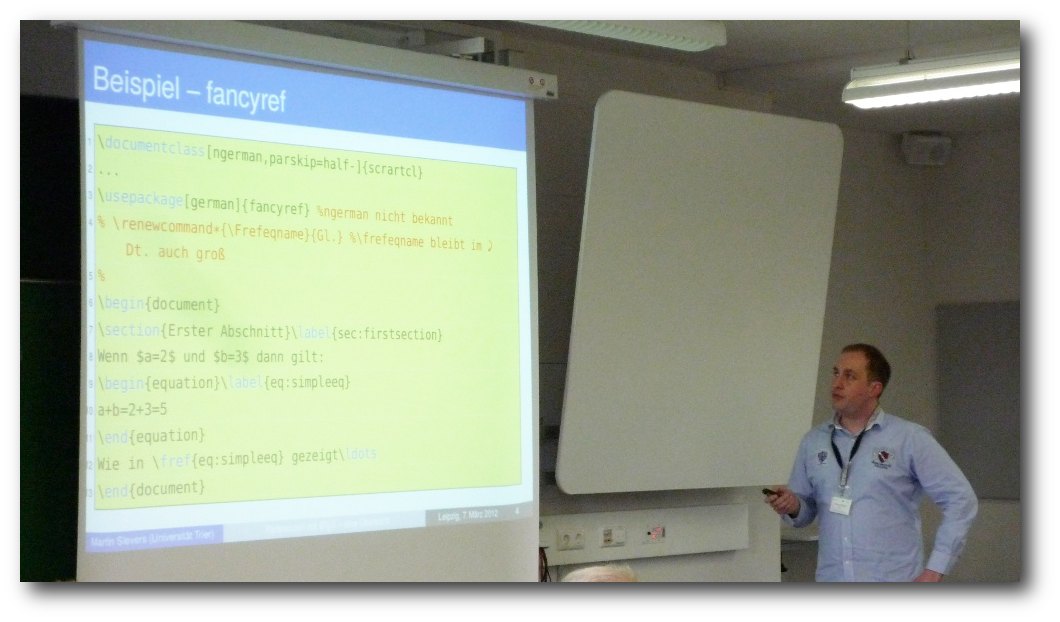 Beispiel – fancyref
1 \documentclass[ngerman,parskip=half-]{scrartcl}
2 ...
3 \usepackage[german]{fancyref} %ngerman nicht bekannt
4 % \renewcommand*{\Frefeqname}{Gl.} %\frefeqname bleibt im
Dt. auch groß
5 %
6 \begin{document}
7 \section{Erster Abschnitt}\label{sec:firstsection}
8 Wenn $a=2$ und $b=3$ dann gilt:
9 \begin{equation}\label{eq:simpleeq}
10 a+b=2+3=5
11 \end{equation}
12 Wie in \fref{eq:simpleeq} gezeigt\ldots
13 \end{document}
Martin Sievers (Universität Trier)
Leipzig, 7. März 2012 4